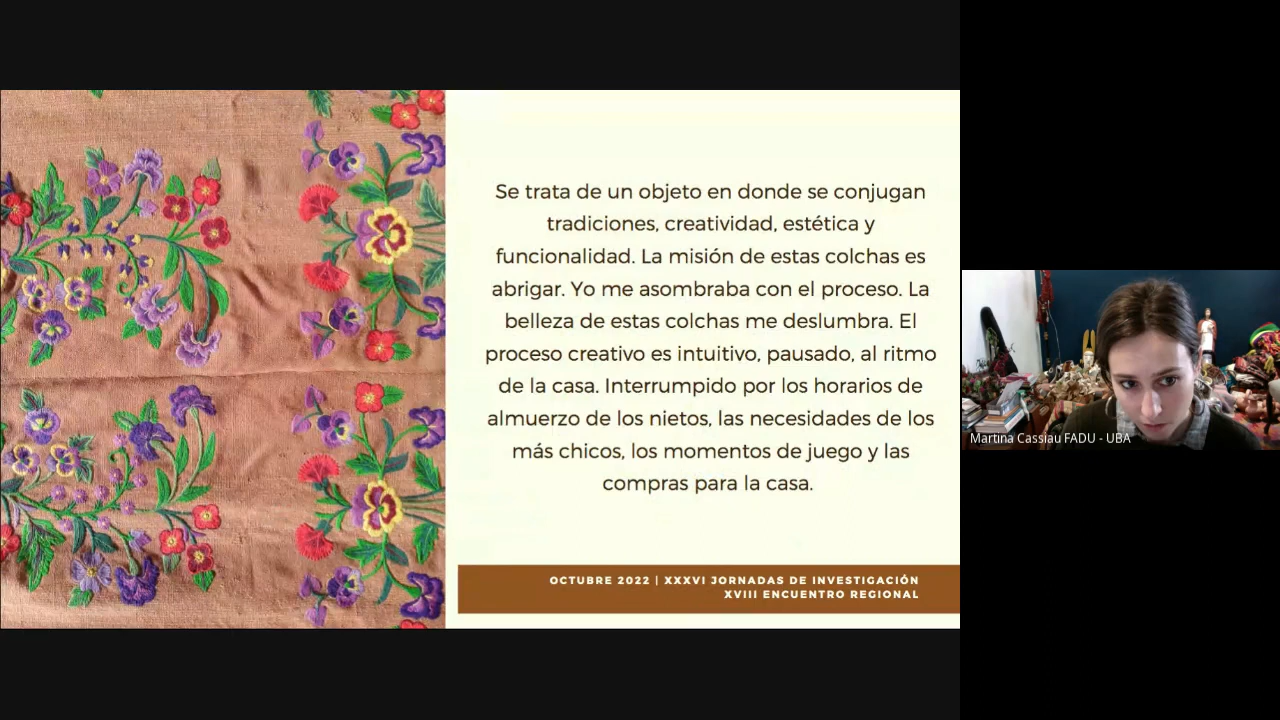 Se trata de un objeto en donde se conjugan
tradiciones, creatividad, estética y
funcionalidad. La misión de estas colchas es
abrigar. Yo me asombraba con el proceso. La
belleza de estas colchas me deslumbra. El
proceso creativo es intuitivo, pausado, al ritmo
de la casa. Interrumpido por los horarios de
almuerzo de los nietos, las necesidades de los
más chicos, los momentos de juego y las
compras para la casa.
OCTUBRE 2022 | XXXVI JORNADAS DE INVESTIGACIÓN
XVIII ENCUENTRO REGIONAL
Martina Cassiau FADU - UBA